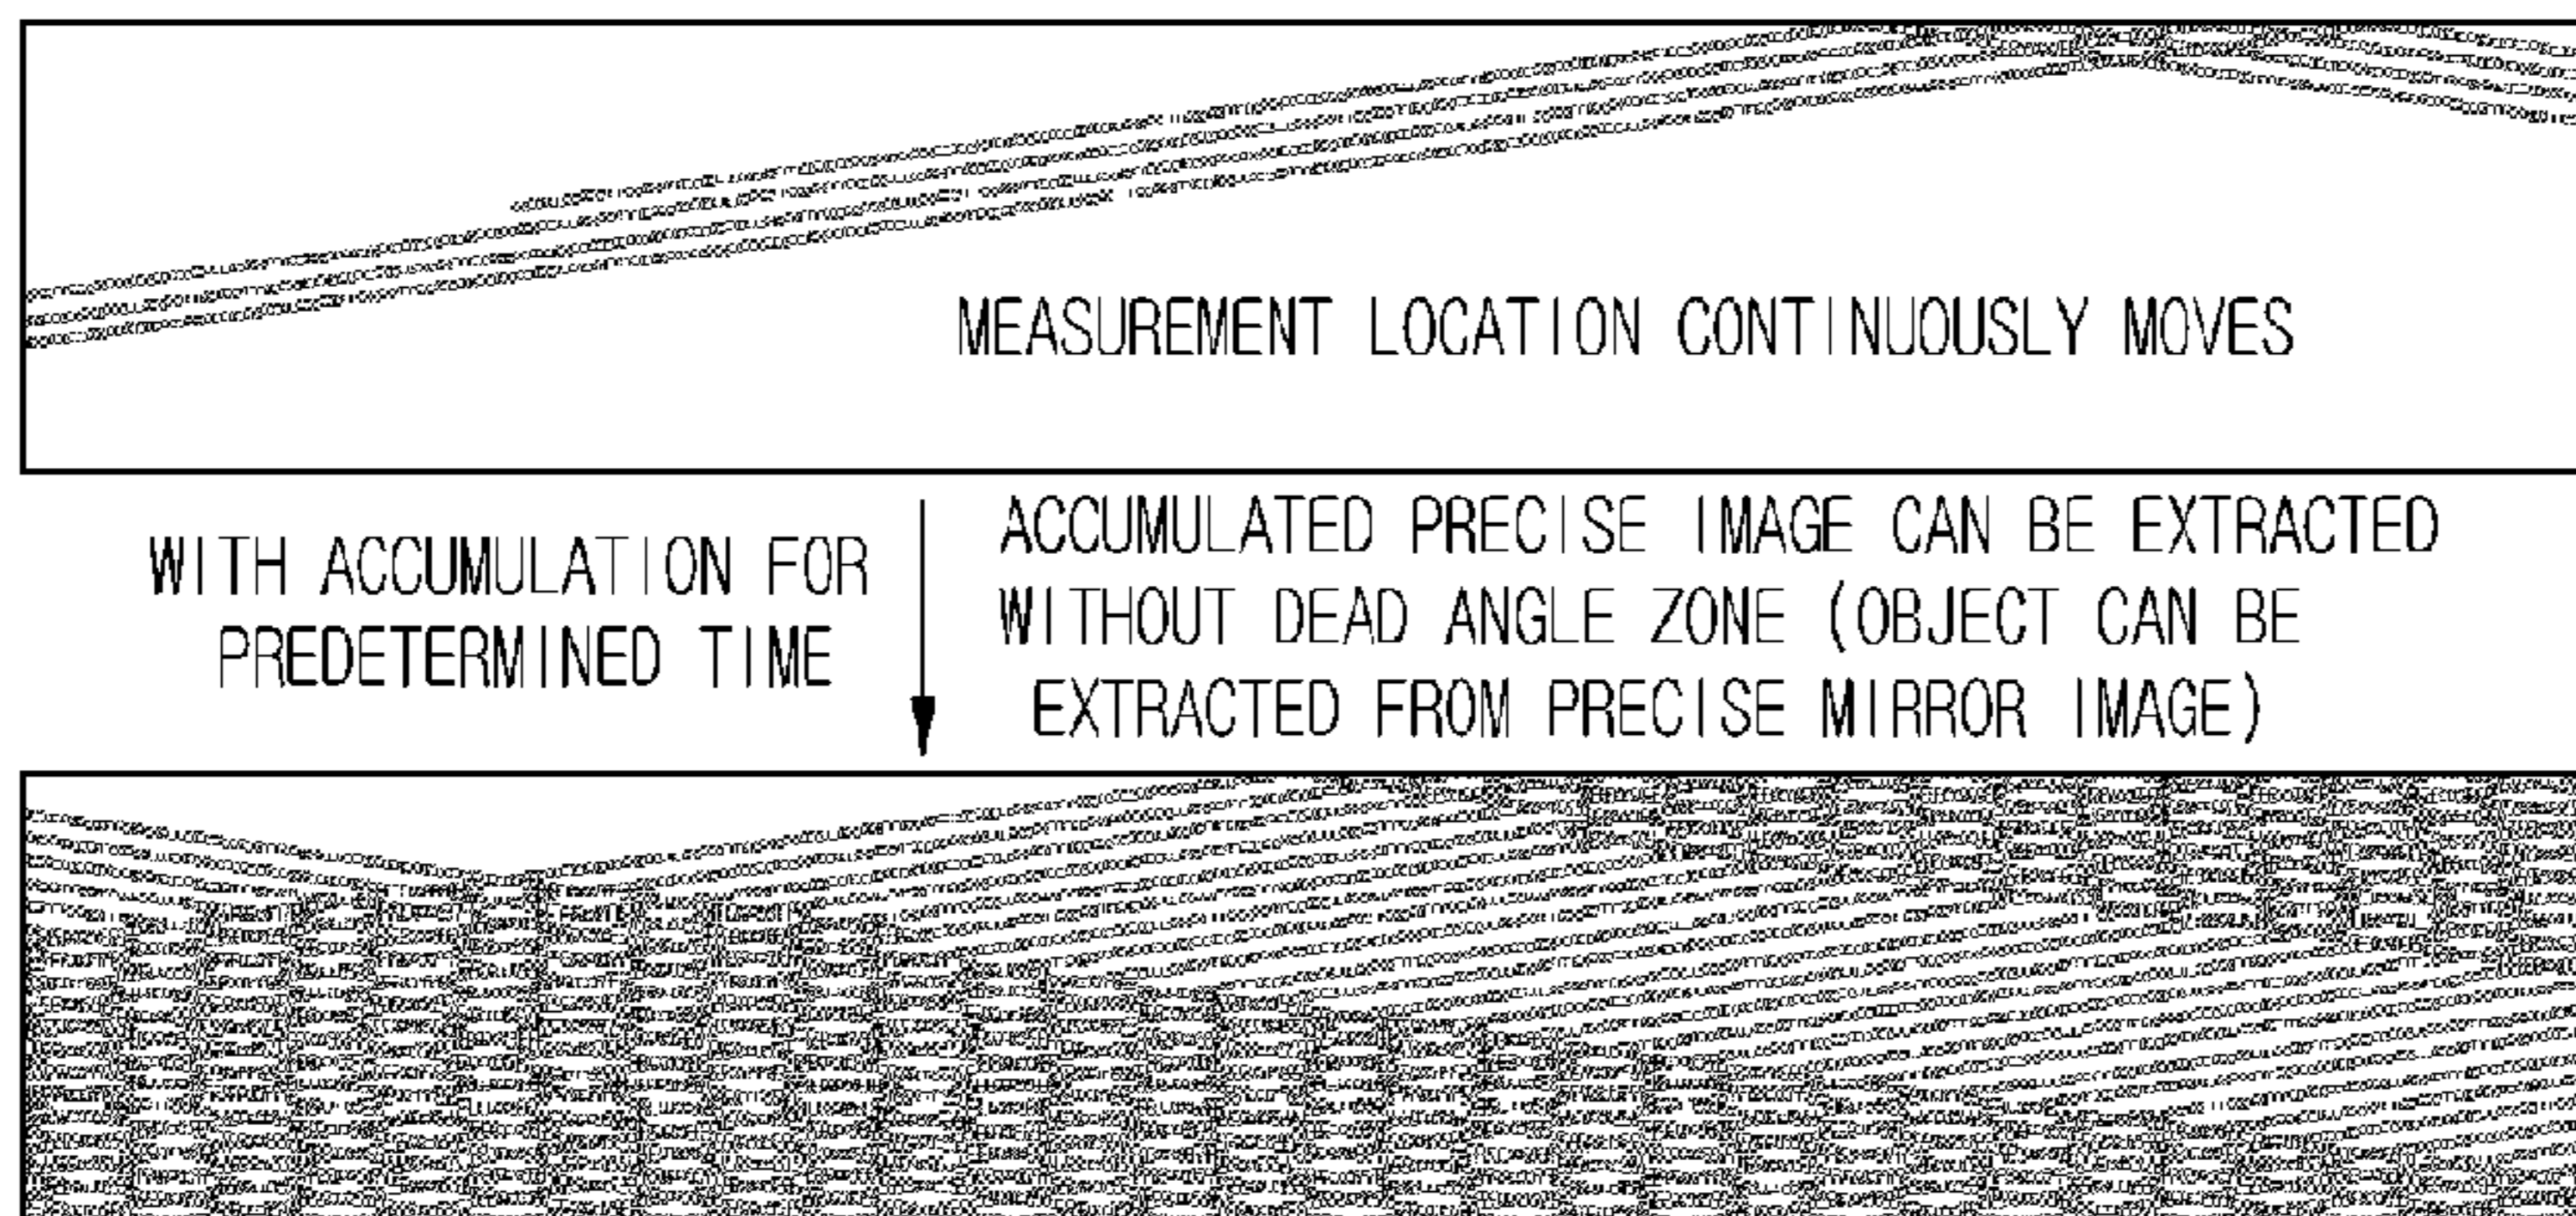 MEASUREMENT LOCATION CONTINUOUSLY MOVES
WITH ACCUMULATION FOR
PREDETERMINED TIME
ACCUMULATED PRECISE IMAGE CAN BE EXTRACTED
WITHOUT DEAD ANGLE ZONE (OBJECT CAN BE
EXTRACTED FROM PRECISE MIRROR IMAGE)